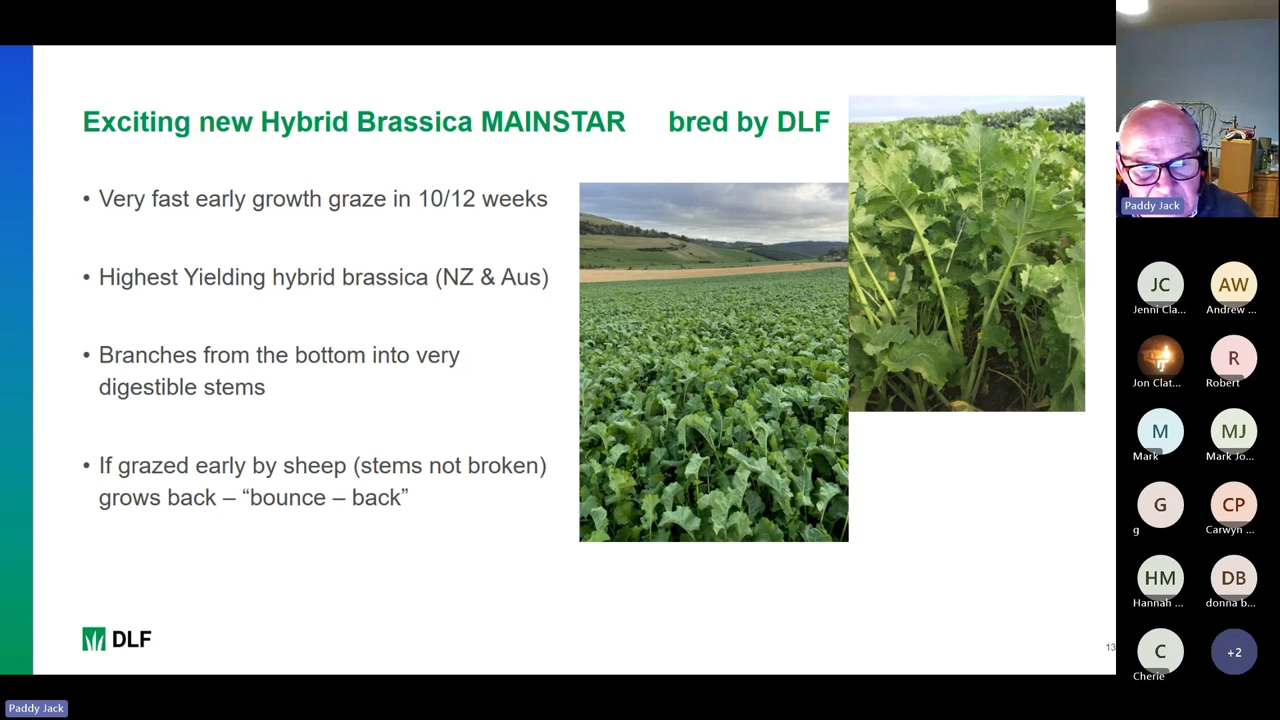 Exciting new Hybrid Brassica MAINSTAR bred by DLF
• Very fast early growth graze in 10/12 weeks
• Highest Yielding hybrid brassica (NZ & Aus)
• Branches from the bottom into very
digestible stems
• If grazed early by sheep (stems not broken)
grows back – “bounce – back”
DLF
13
Paddy Jack
JC
Jenni Cla...
AW
Andrew ...
Jon Clat...
R
Robert
M
Mark
MJ
Mark Jo...
G
g
CP
Carwyn ...
HM
Hannah ...
DB
donna b...
C
Cherie
+2
Paddy Jack